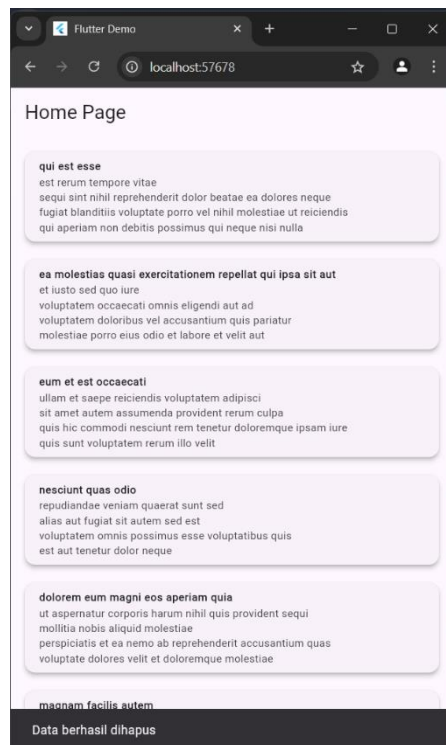 Flutter Demo
localhost:57678
Home Page
qui est esse
est rerum tempore vitae
sequi sint nihil reprehenderit dolor beatae ea dolores neque
fugiat blanditiis voluptate porro vel nihil molestiae ut reiciendis
qui aperiam non debitis possimus qui neque nisi nulla
ea molestias quasi exercitationem repellat qui ipsa sit aut
et iusto sed quo iure
voluptatem occaecati omnis eligendi aut ad
voluptatem doloribus vel accusantium quis pariatur
molestiae porro eius odio et labore et velit aut
eum et est occaecati
ullam et saepe reiciendis voluptatem adipisci
sit amet autem assumenda provident rerum culpa
quis hic commodi nesciunt rem tenetur doloremque ipsam iure
quis sunt voluptatem rerum illo velit
nesciunt quas odio
repudiandae veniam quaerat sunt sed
alias aut fugiat sit autem sed est
voluptatem omnis possimus esse voluptatibus quis
est aut tenetur dolor neque
dolorem eum magni eos aperiam quia
ut aspernatur corporis harum nihil quis provident sequi
mollitia nobis aliquid molestiae
perspiciatis et ea nemo ab reprehenderit accusantium quas
voluptate dolores velit et doloremque molestiae
magnam facilis autem
Data berhasil dihapus